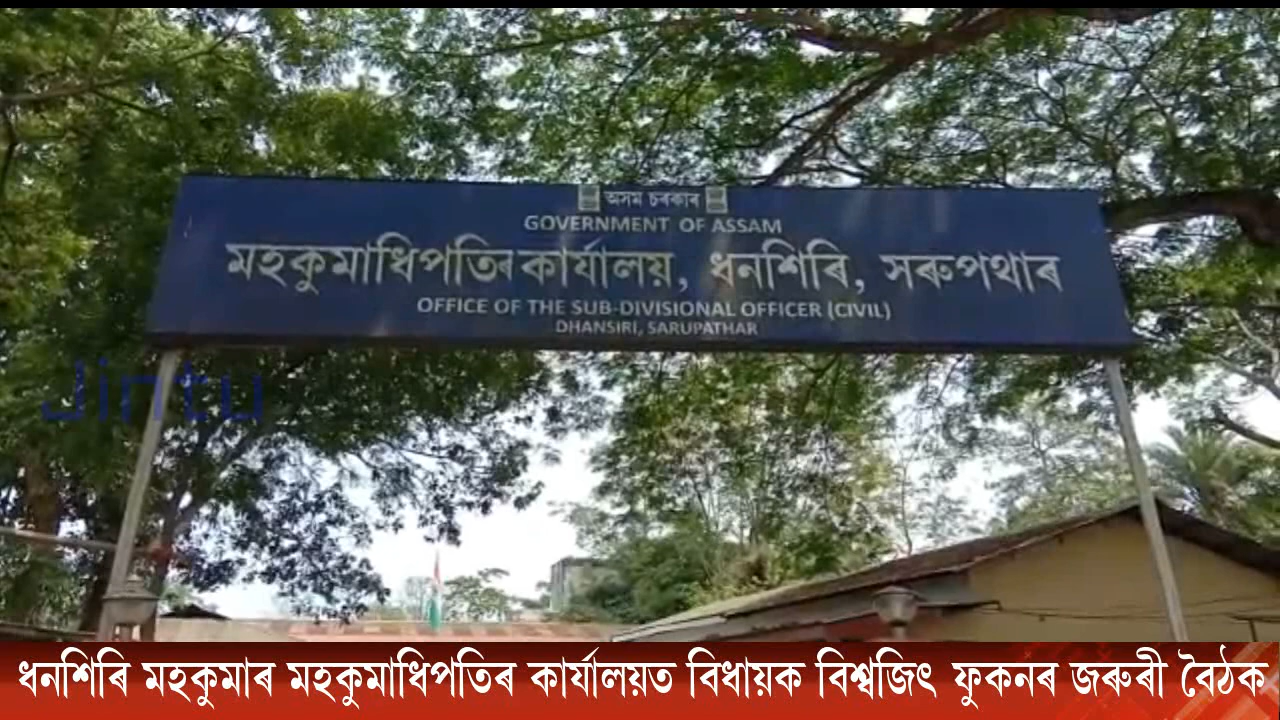 অসম চৰকাৰ
GOVERNMENT OF ASSAM
মহকুমাধিপতিৰ কাৰ্যালয়, ধনশিৰি, সৰুপথাৰ
OFFICE OF THE SUB-DIVISIONAL OFFICER (CIVIL)
DHANSIRI, SARUPATHAR
Jintu
ধনশিৰি মহকুমাৰ মহকুমাধিপতিৰ কাৰ্যালয়ত বিধায়ক বিশ্বজিৎ ফুকনৰ জৰুৰী বৈঠক